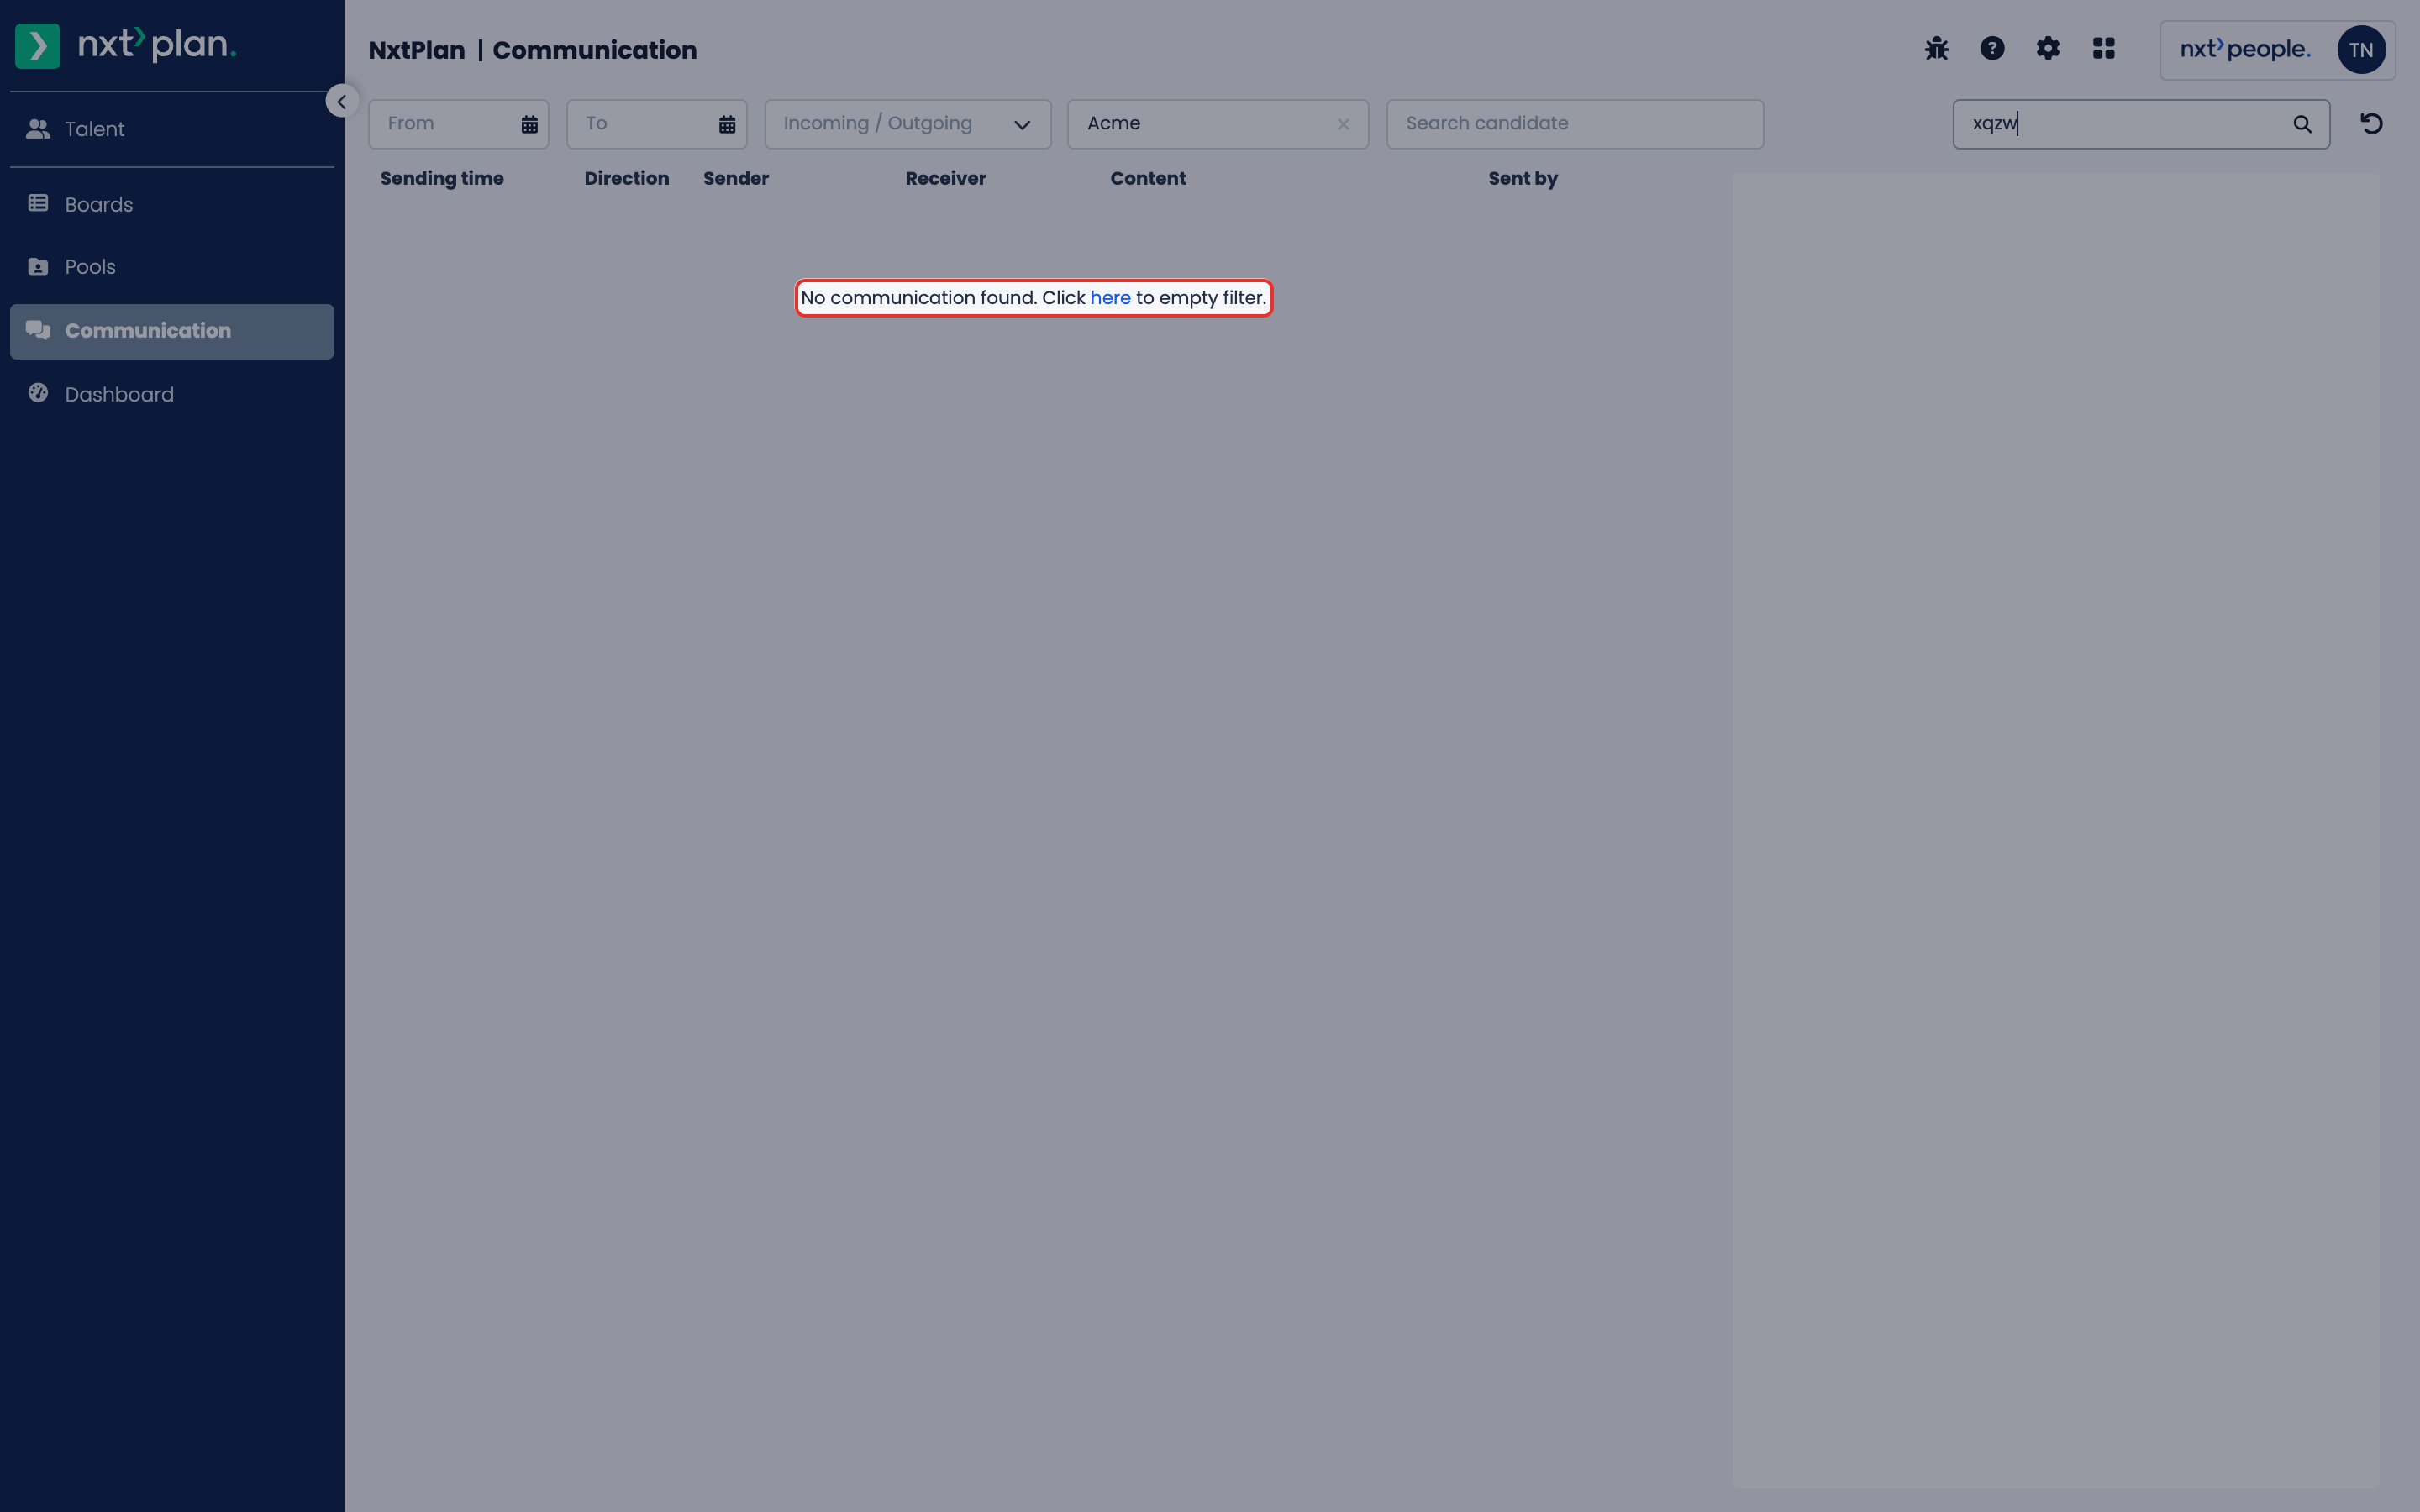 nxt›plan.
Talent
Boards
Pools
Communication
Dashboard
NxtPlan | Communication
nxt›people. TN
From To Incoming / Outgoing Acme Search candidate xqzw
Sending time Direction Sender Receiver Content Sent by
No communication found. Click here to empty filter.